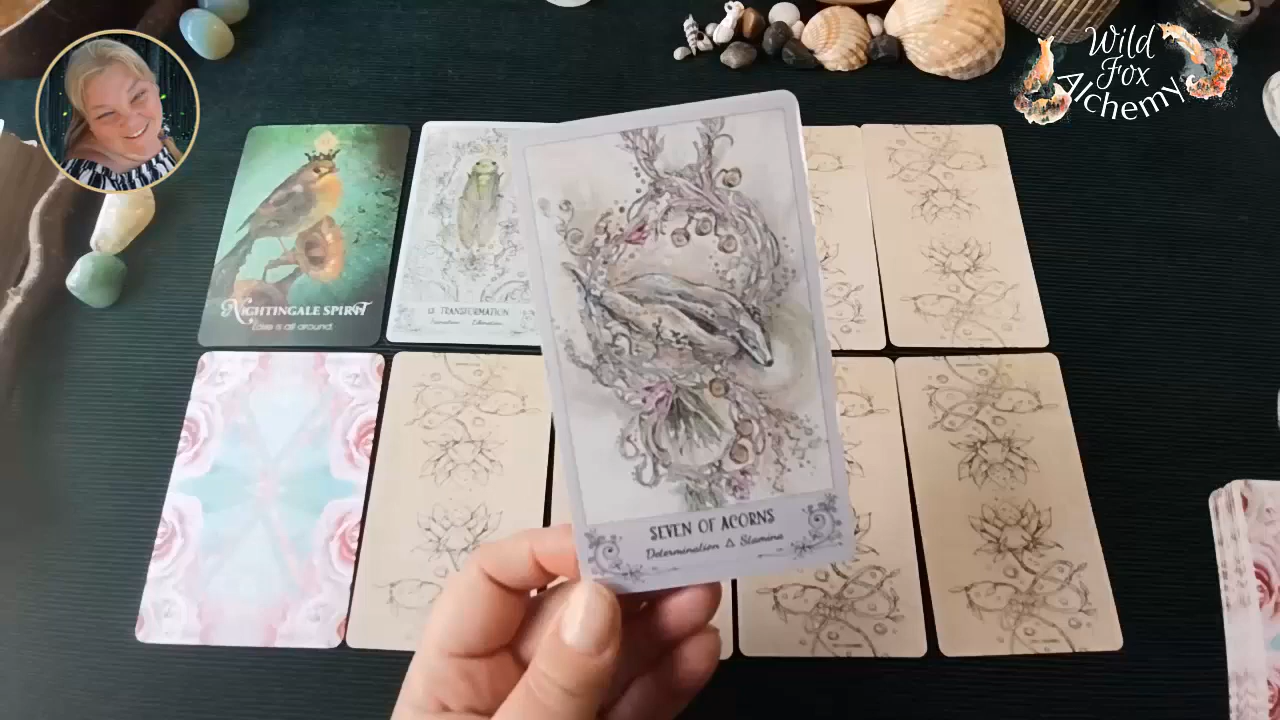 Wild
Fox
Alchemy
NIGHTINGALE SPIRIT
Love is all around.
TRANSFORMATION
SEVEN OF ACORNS
Determination △ Stamina